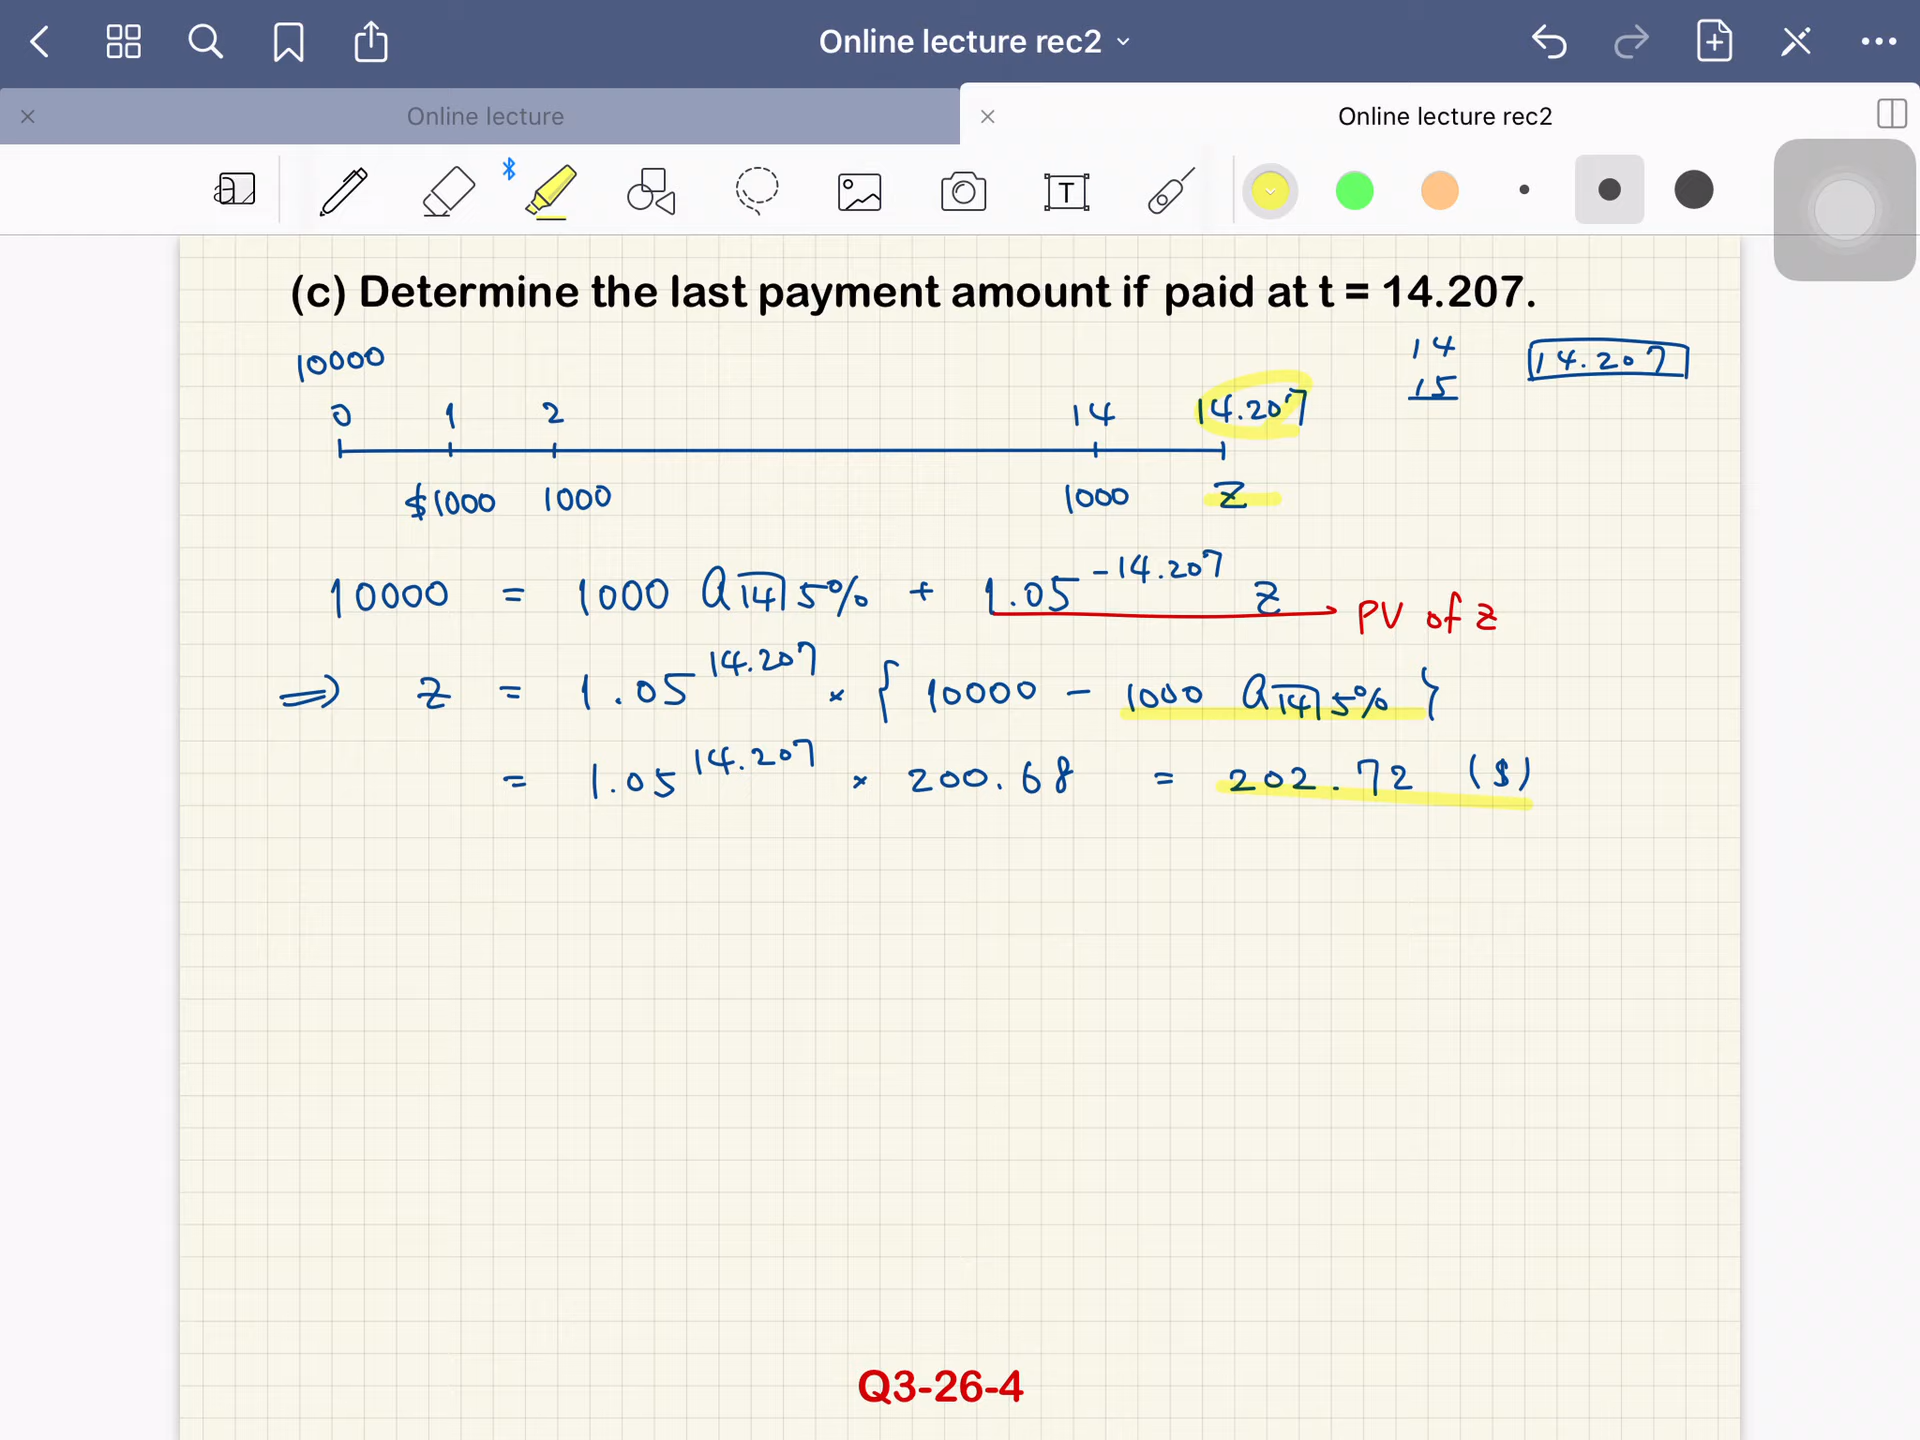 Online lecture rec2
Online lecture
Online lecture rec2
a
T
(c) Determine the last payment amount if paid at t = 14.207.
10000
14
15
14.207
0 1 2 14 14.207
$1000 1000 1000 Z
10000 = 1000 a14⌉5% + 1.05^-14.207 Z
PV of Z
⇒ Z = 1.05^14.207 × { 10000 - 1000 a14⌉5% }
= 1.05^14.207 × 200.68 = 202.72 ($)
Q3-26-4